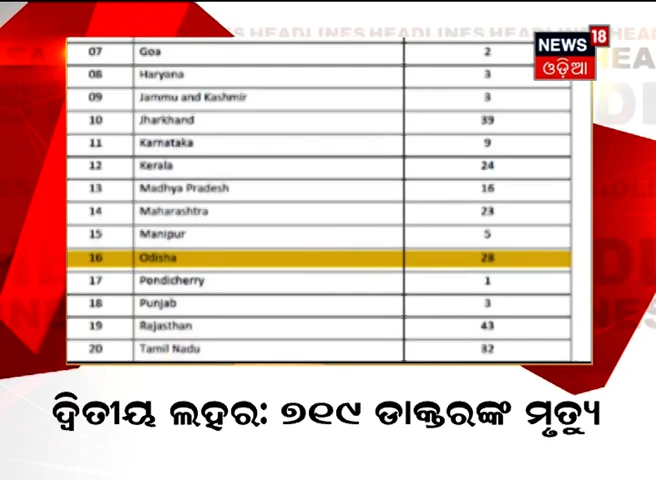 HEADLINES HEADLINES HEADLINES
NEWS 18
ଓଡ଼ିଆ
07 Goa 2
08 Haryana 3
09 Jammu and Kashmir 3
10 Jharkhand 39
11 Karnataka 9
12 Kerala 24
13 Madhya Pradesh 16
14 Maharashtra 23
15 Manipur 5
16 Odisha 28
17 Pondicherry 1
18 Punjab 3
19 Rajasthan 43
20 Tamil Nadu 32
ଦ୍ୱିତୀୟ ଲହର: ୭୧୯ ଡାକ୍ତରଙ୍କ ମୃତ୍ୟୁ